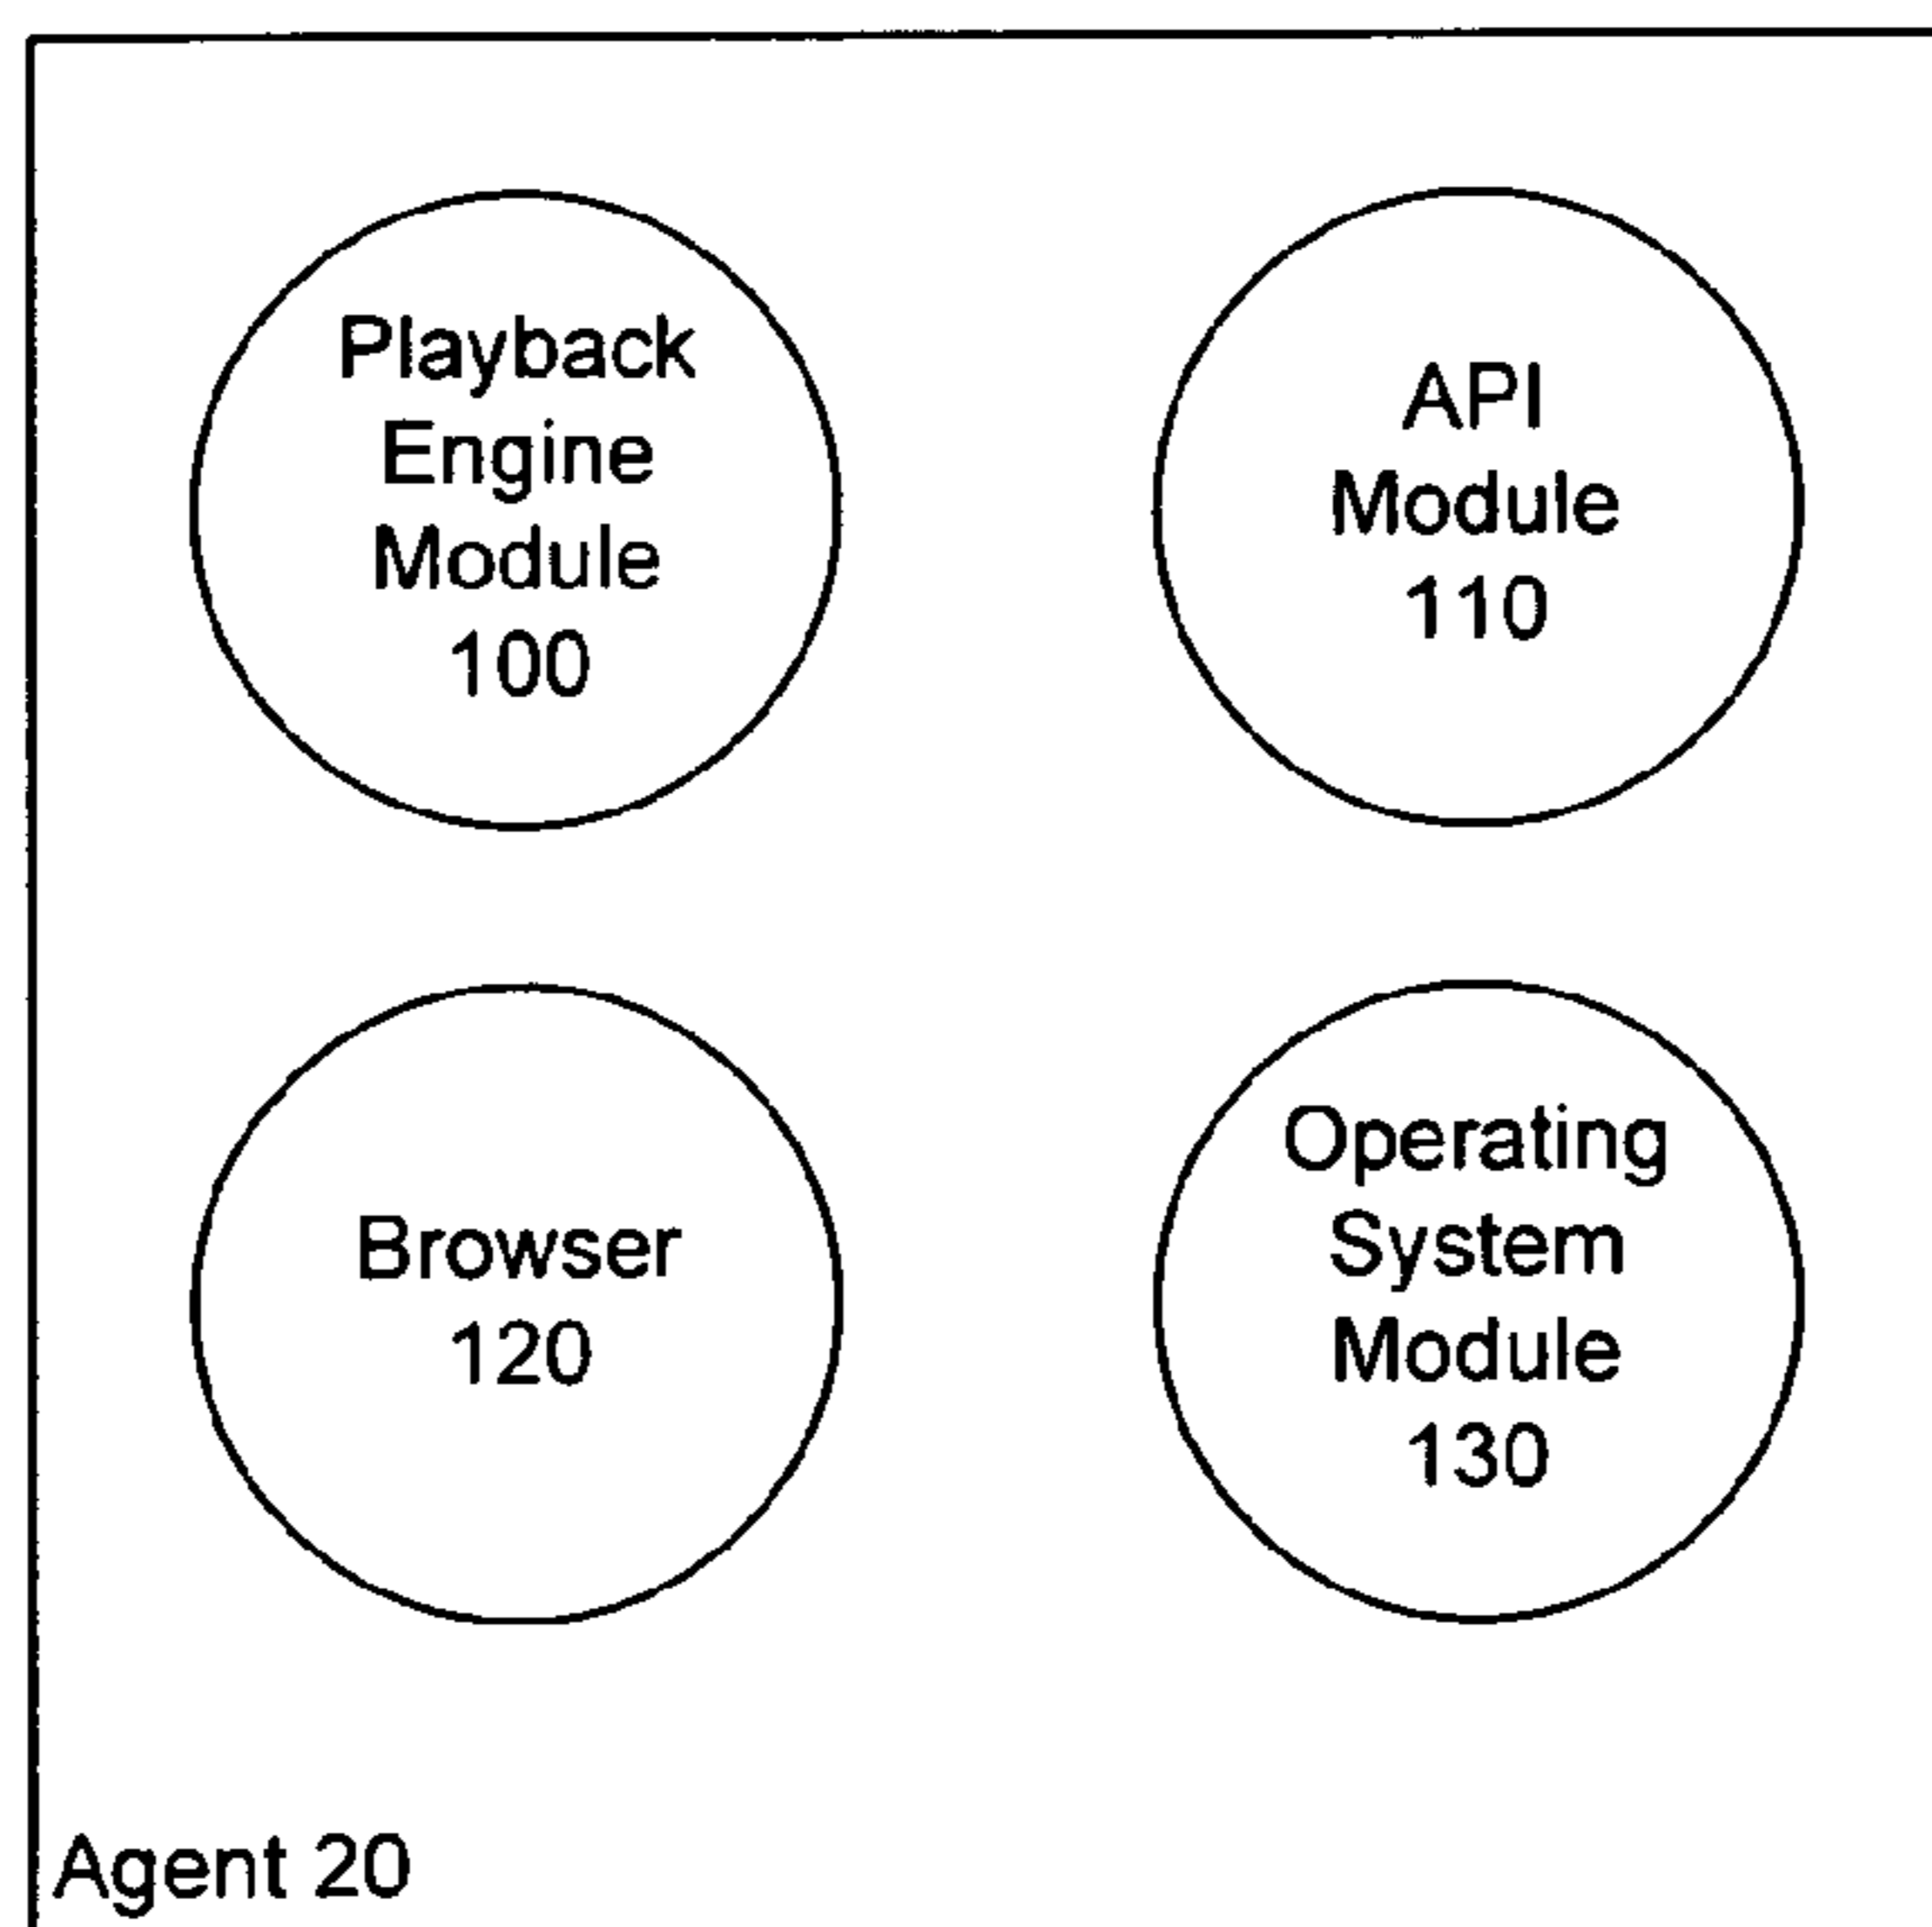 Playback
Engine
Module
100
API
Module
110
Browser
120
Operating
System
Module
130
Agent 20